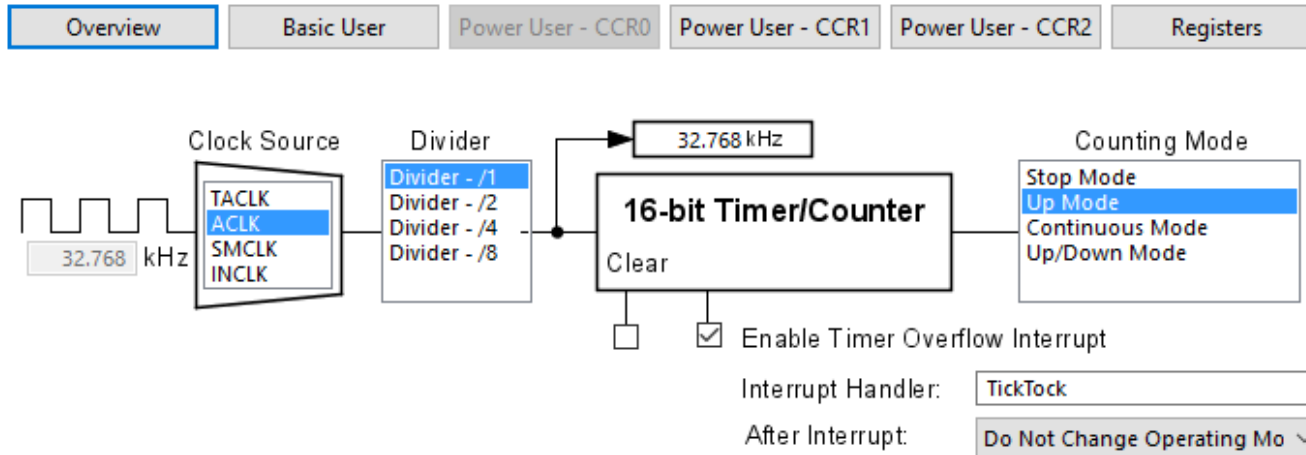 Overview Basic User Power User - CCR0 Power User - CCR1 Power User - CCR2 Registers
Clock Source Divider 32.768 kHz Counting Mode
TACLK
ACLK
SMCLK
INCLK
32.768 kHz
Divider - /1
Divider - /2
Divider - /4
Divider - /8
16-bit Timer/Counter
Clear
Stop Mode
Up Mode
Continuous Mode
Up/Down Mode
Enable Timer Overflow Interrupt
Interrupt Handler: TickTock
After Interrupt: Do Not Change Operating Mo